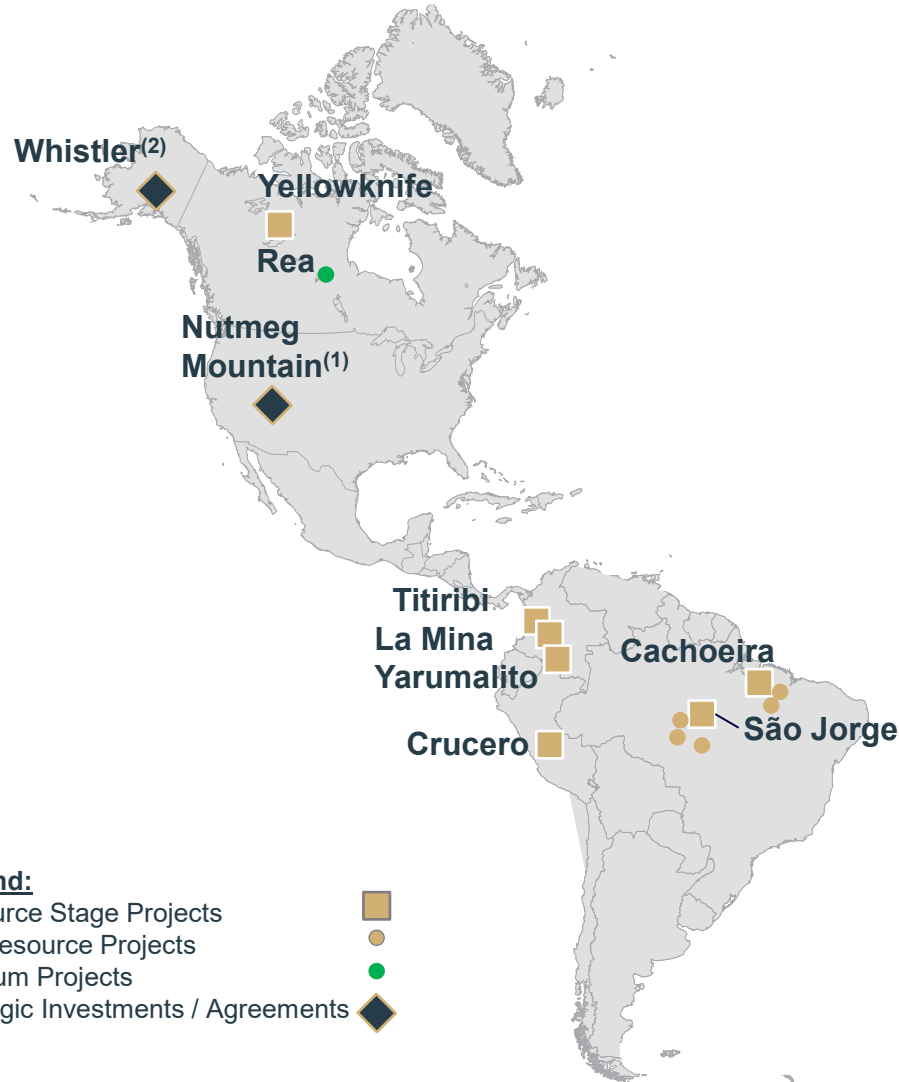 Whistler(2)
Yellowknife
Rea
Nutmeg
Mountain(1)
Titiribi
La Mina
Yarumalito
Cachoeira
São Jorge
Crucero
nd:
urce Stage Projects
esource Projects
um Projects
gic Investments / Agreements